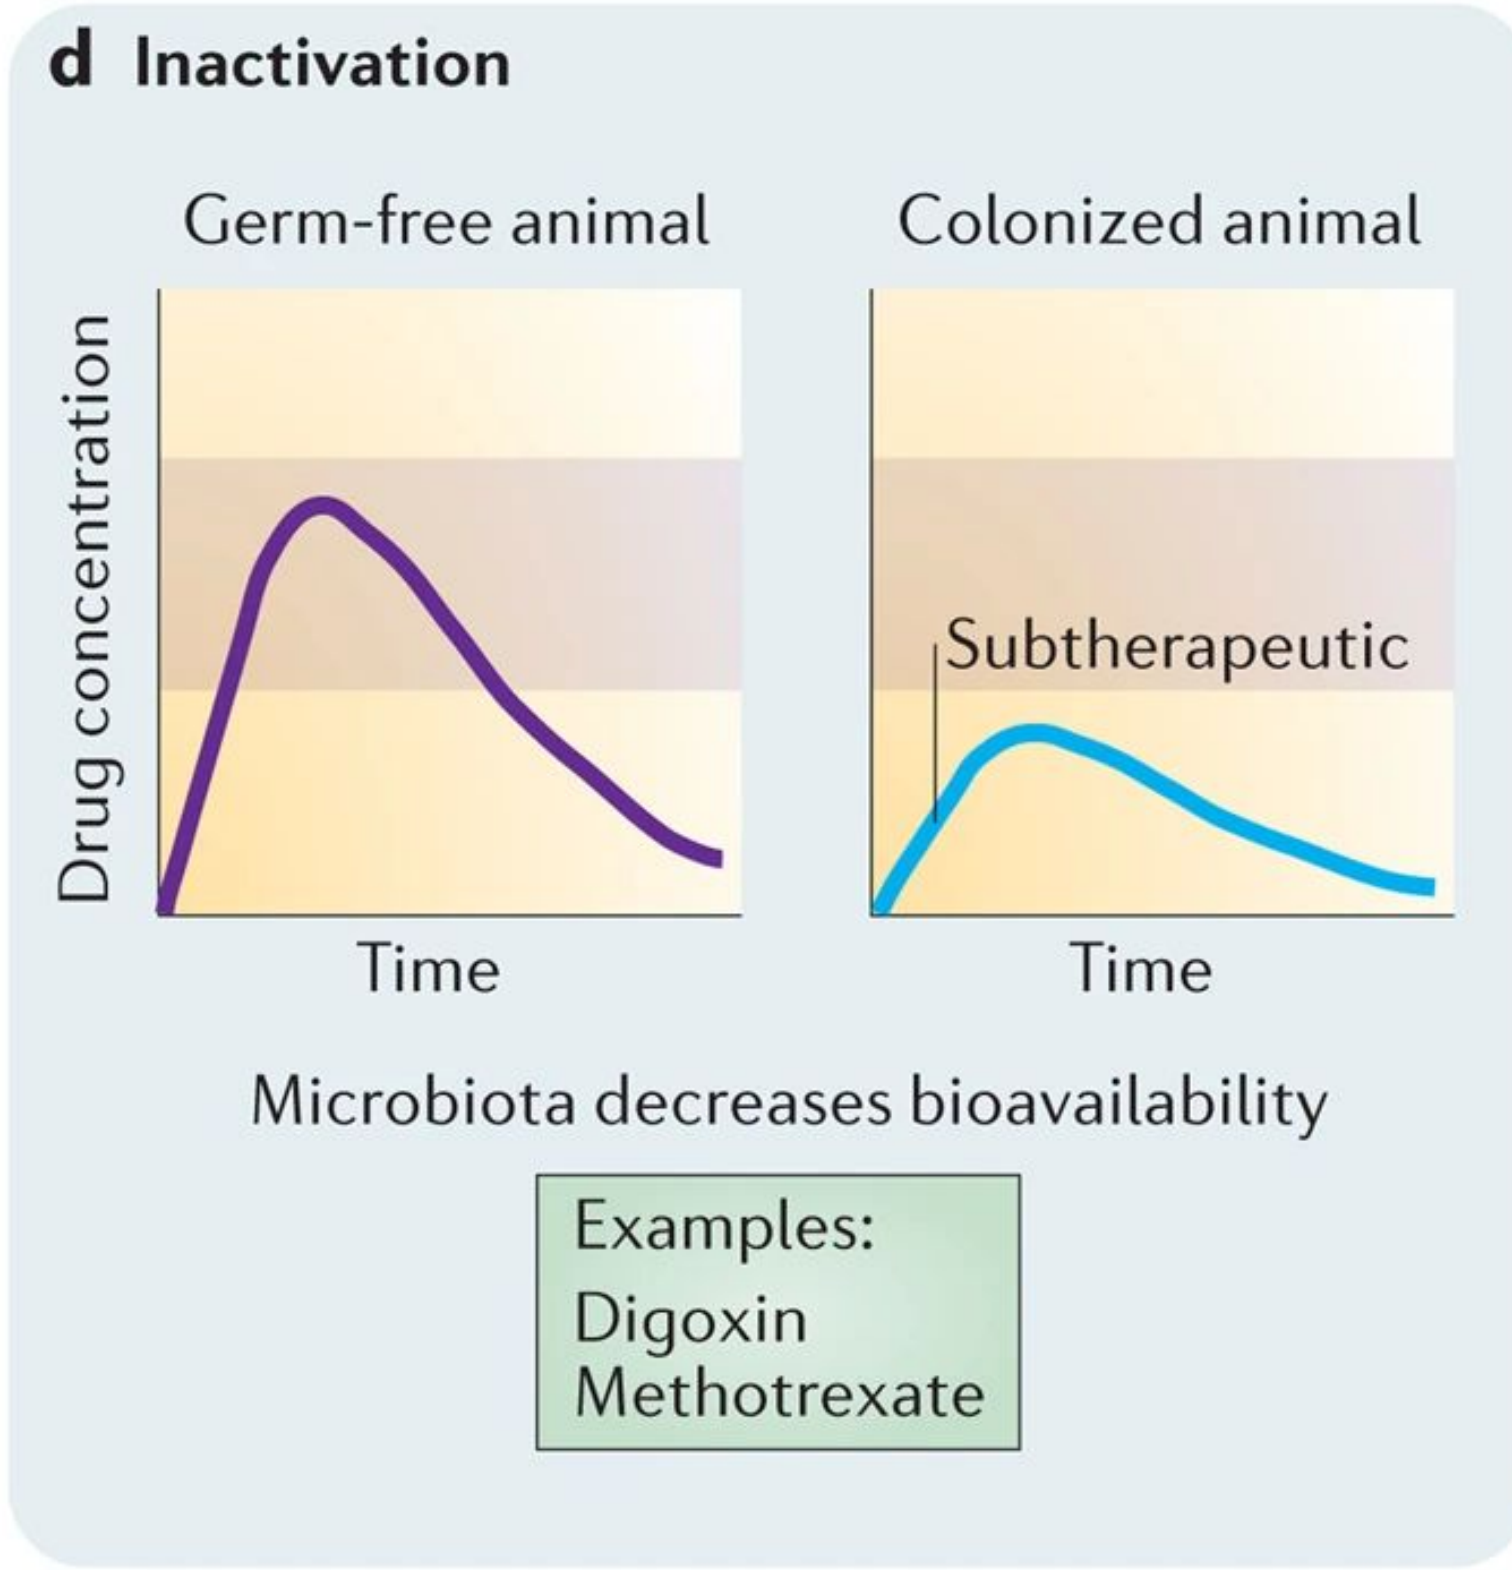 d Inactivation
Germ-free animal
Colonized animal
Drug concentration
Subtherapeutic
Time
Time
Microbiota decreases bioavailability
Examples:
Digoxin
Methotrexate